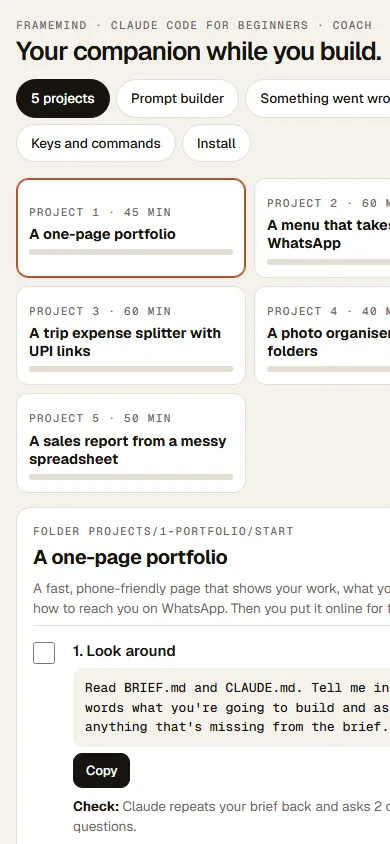 FRAMEMIND · CLAUDE CODE FOR BEGINNERS · COACH
Your companion while you build.
5 projects
Prompt builder
Something went
Keys and commands
Install
PROJECT 1 · 45 MIN
A one-page portfolio
PROJECT 2 · 60
A menu that
WhatsApp
PROJECT 3 · 60 MIN
A trip expense splitter with
UPI links
PROJECT 4 · 40
A photo
folders
PROJECT 5 · 50 MIN
A sales report from a messy
spreadsheet
FOLDER PROJECTS/1-PORTFOLIO/START
A one-page portfolio
A fast, phone-friendly page that shows your work, what
how to reach you on WhatsApp. Then you put it online for
1. Look around
Read BRIEF.md and CLAUDE.md. Tell me in
words what you're going to build and
anything that's missing from the brief.
Copy
Check: Claude repeats your brief back and asks 2
questions.